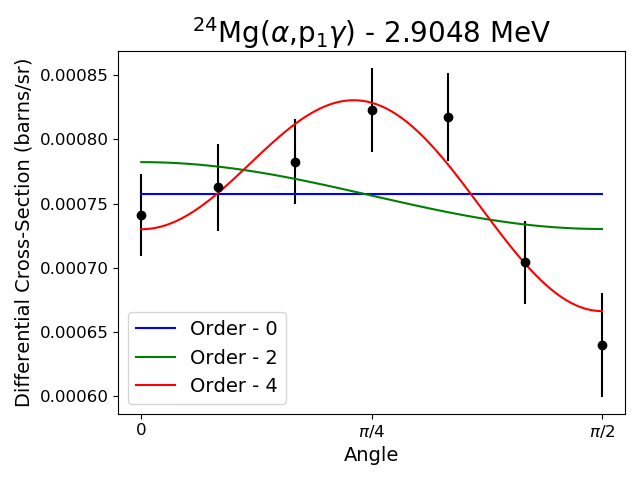 ²⁴Mg(α,p₁γ) - 2.9048 MeV
Differential Cross-Section (barns/sr)
0.00085
0.00080
0.00075
0.00070
0.00065
0.00060
Order - 0
Order - 2
Order - 4
0 π/4 π/2
Angle